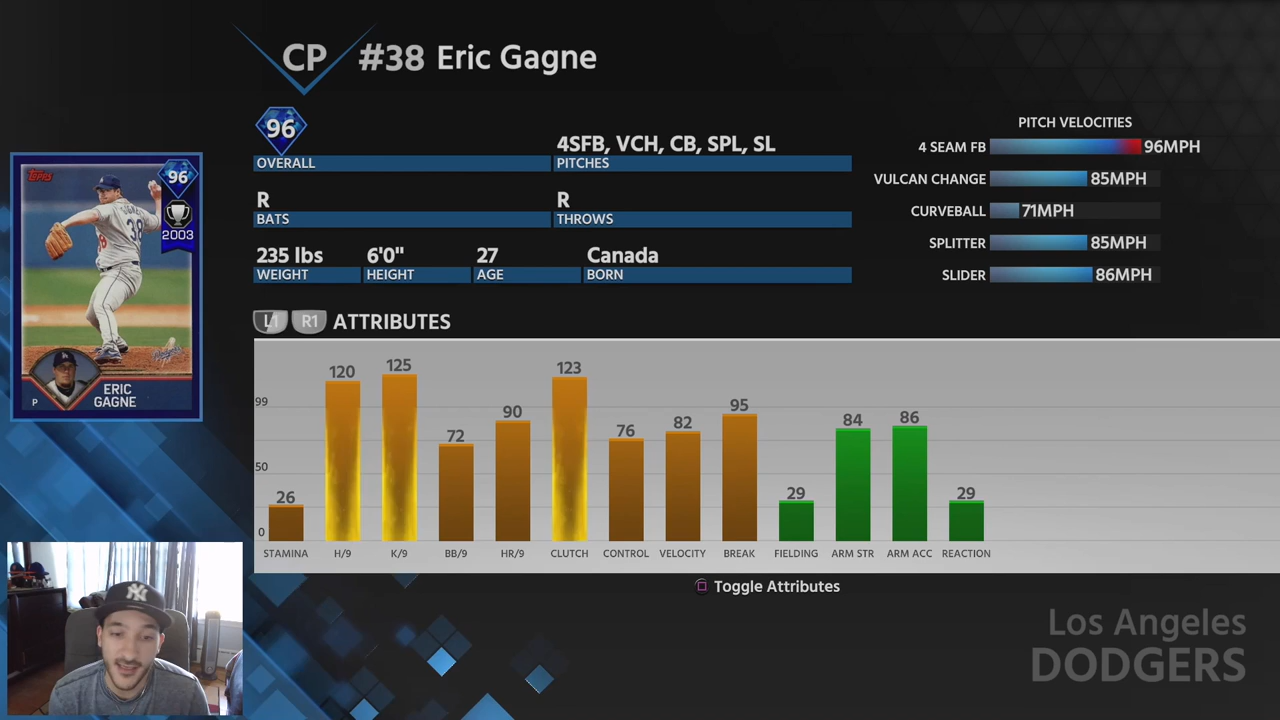 CP #38 Eric Gagne
96
OVERALL
4SFB, VCH, CB, SPL, SL
PITCHES
R
BATS
R
THROWS
235 lbs
WEIGHT
6'0"
HEIGHT
27
AGE
Canada
BORN
PITCH VELOCITIES
4 SEAM FB 96MPH
VULCAN CHANGE 85MPH
CURVEBALL 71MPH
SPLITTER 85MPH
SLIDER 86MPH
Topps
96
2003
GAGNE
38
38
Dodgers
P
ERIC
GAGNE
L1 R1 ATTRIBUTES
99
50
0
26 120 125 72 90 123 76 82 95 29 84 86 29
STAMINA H/9 K/9 BB/9 HR/9 CLUTCH CONTROL VELOCITY BREAK FIELDING ARM STR ARM ACC REACTION
Toggle Attributes
Los Angeles
DODGERS